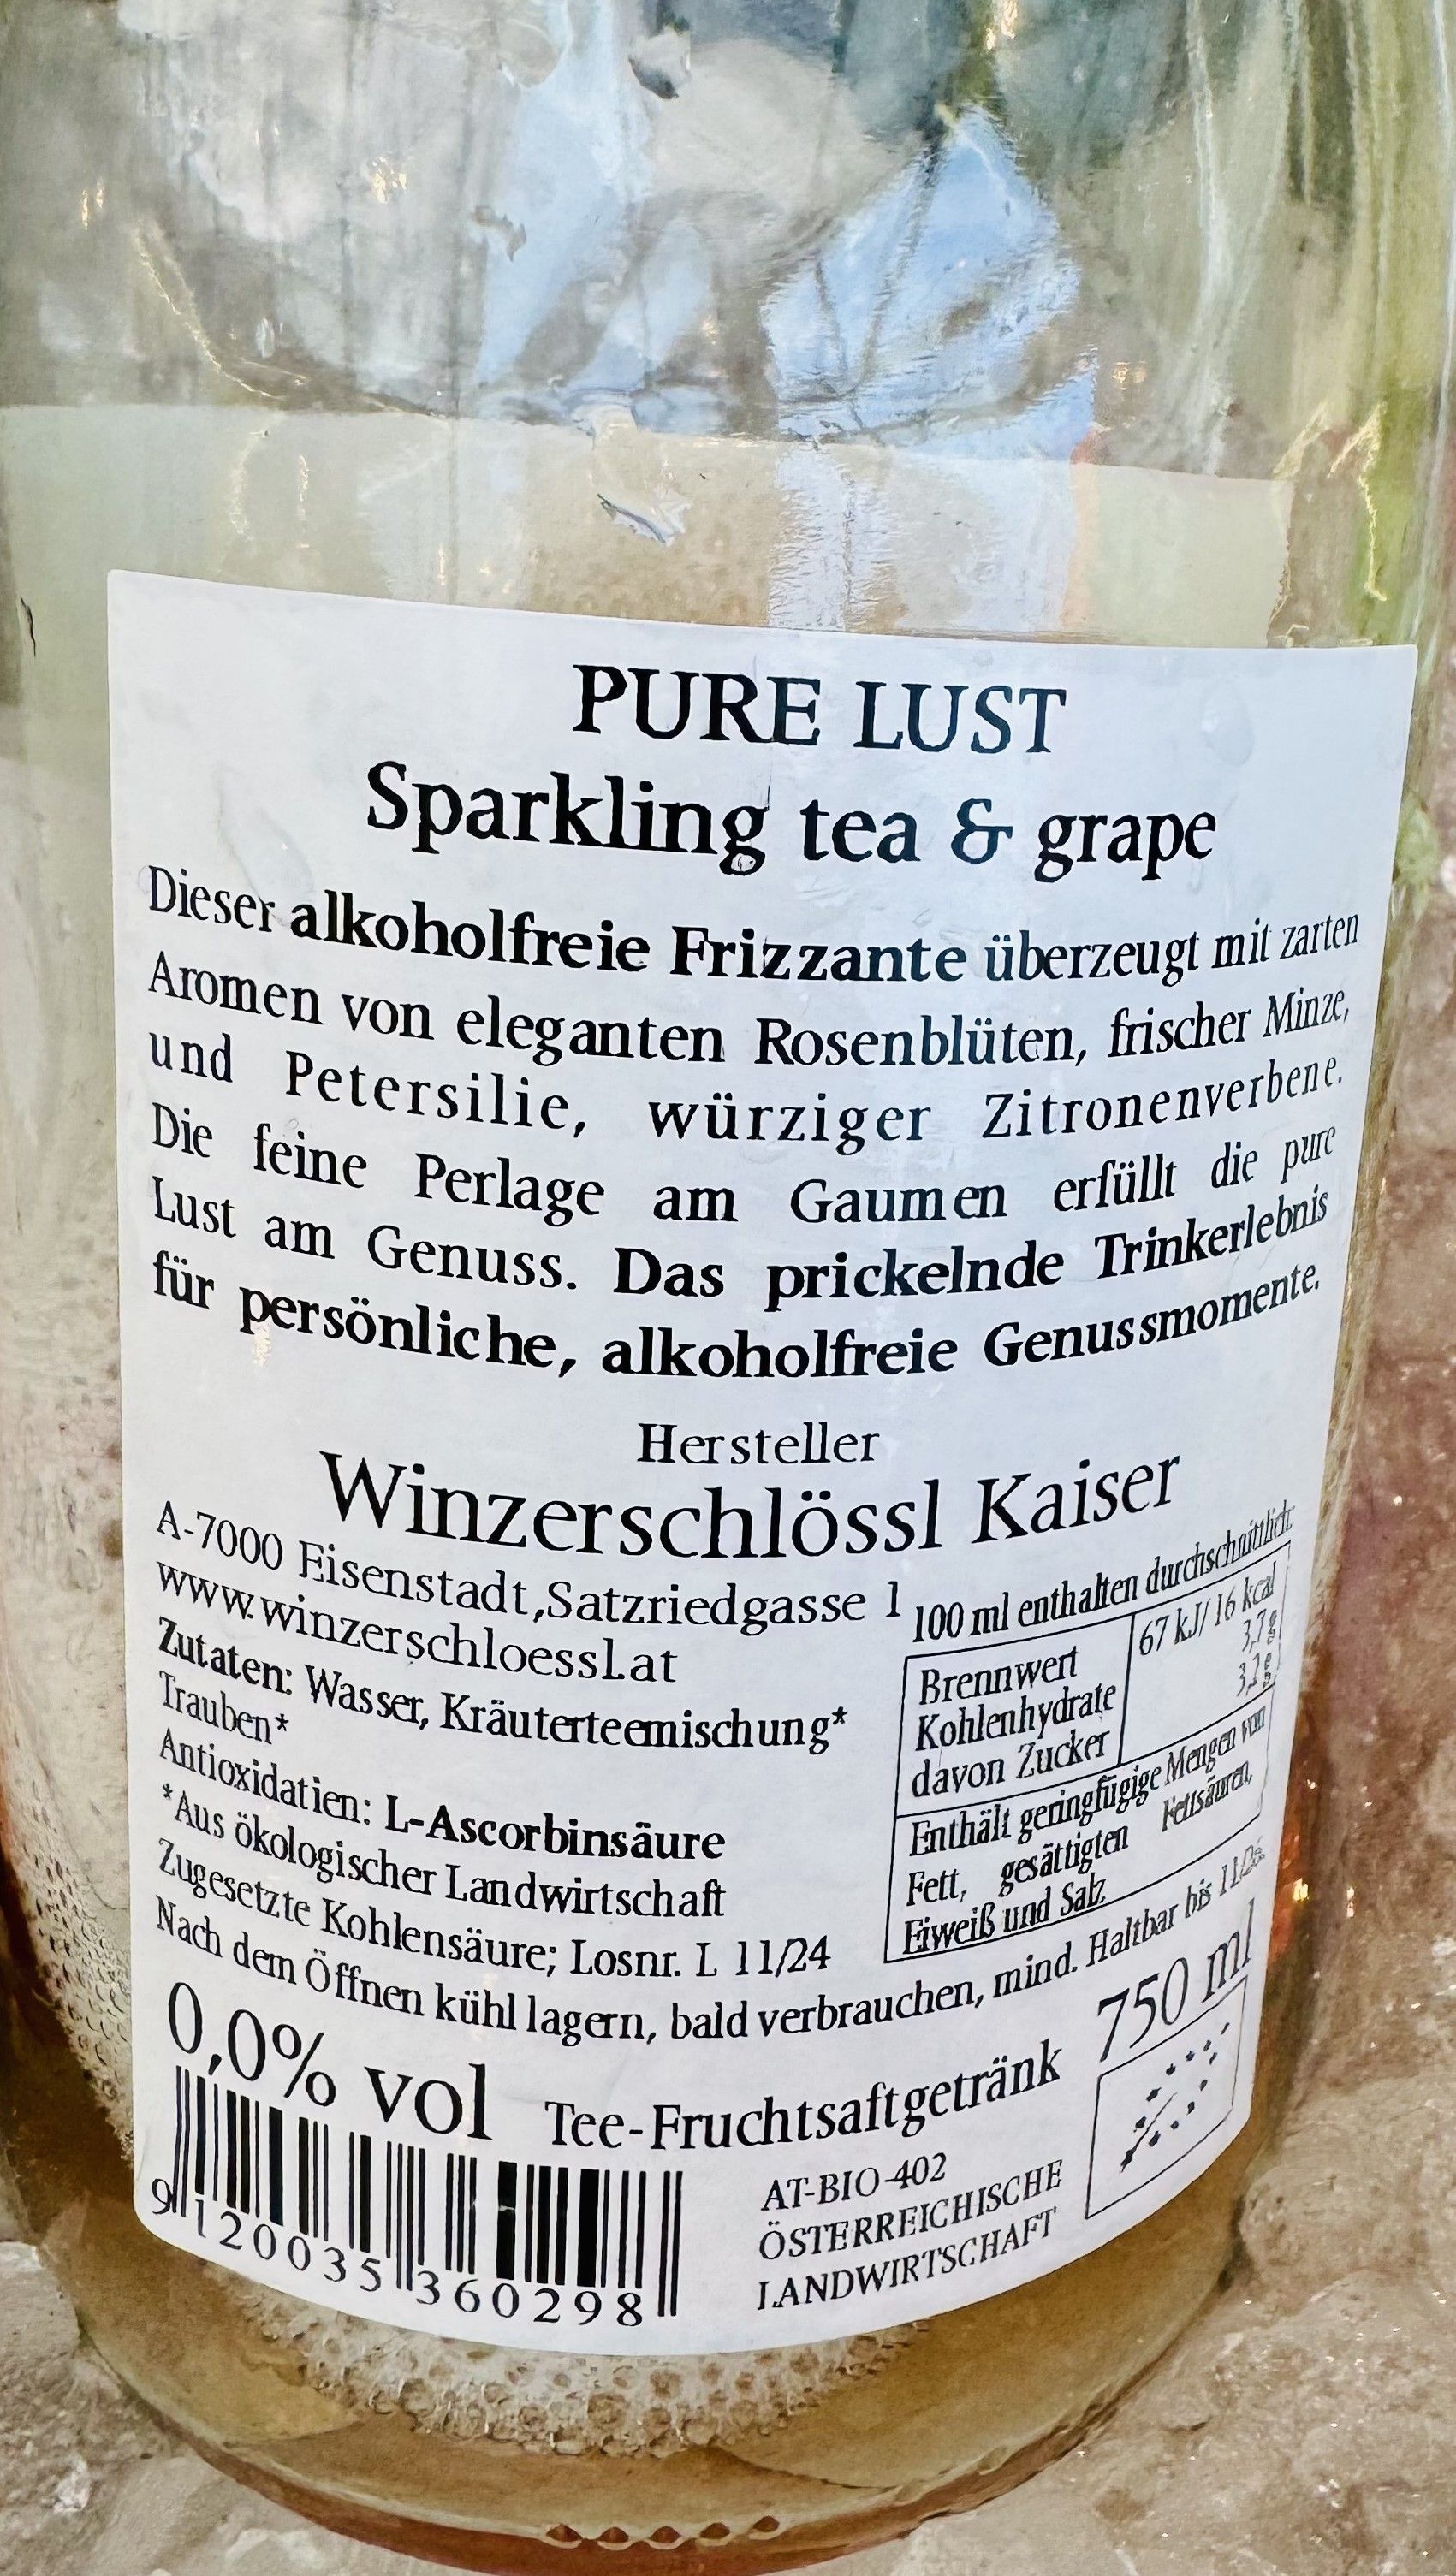 PURE LUST
Sparkling tea & grape
Dieser alkoholfreie Frizzante überzeugt mit zarten
Aromen von eleganten Rosenblüten, frischer Minze,
und Petersilie, würziger Zitronenverbene.
Die feine Perlage am Gaumen erfüllt die pure
Lust am Genuss. Das prickelnde Trinkerlebnis
für persönliche, alkoholfreie Genussmomente.
Hersteller
Winzerschlössl Kaiser
A-7000 Eisenstadt,Satzriedgasse 1
www.winzerschloessl.at
Zutaten: Wasser, Kräuterteemischung*
Trauben*
Antioxidatien: L-Ascorbinsäure
*Aus ökologischer Landwirtschaft
Zugesetzte Kohlensäure; Losnr. L 11/24
100 ml enthalten durchschnittlich:
Brennwert 67 kJ/ 16 kcal
Kohlenhydrate 3,7g
davon Zucker 3,2g
Enthält geringfügige Mengen von
Fett, gesättigten Fettsäuren,
Eiweiß und Salz
Nach dem Öffnen kühl lagern, bald verbrauchen, mind. Haltbar bis 11/26
0,0% vol Tee-Fruchtsaftgetränk 750 ml
9 120035 360298
AT-BIO-402
ÖSTERREICHISCHE
LANDWIRTSCHAFT